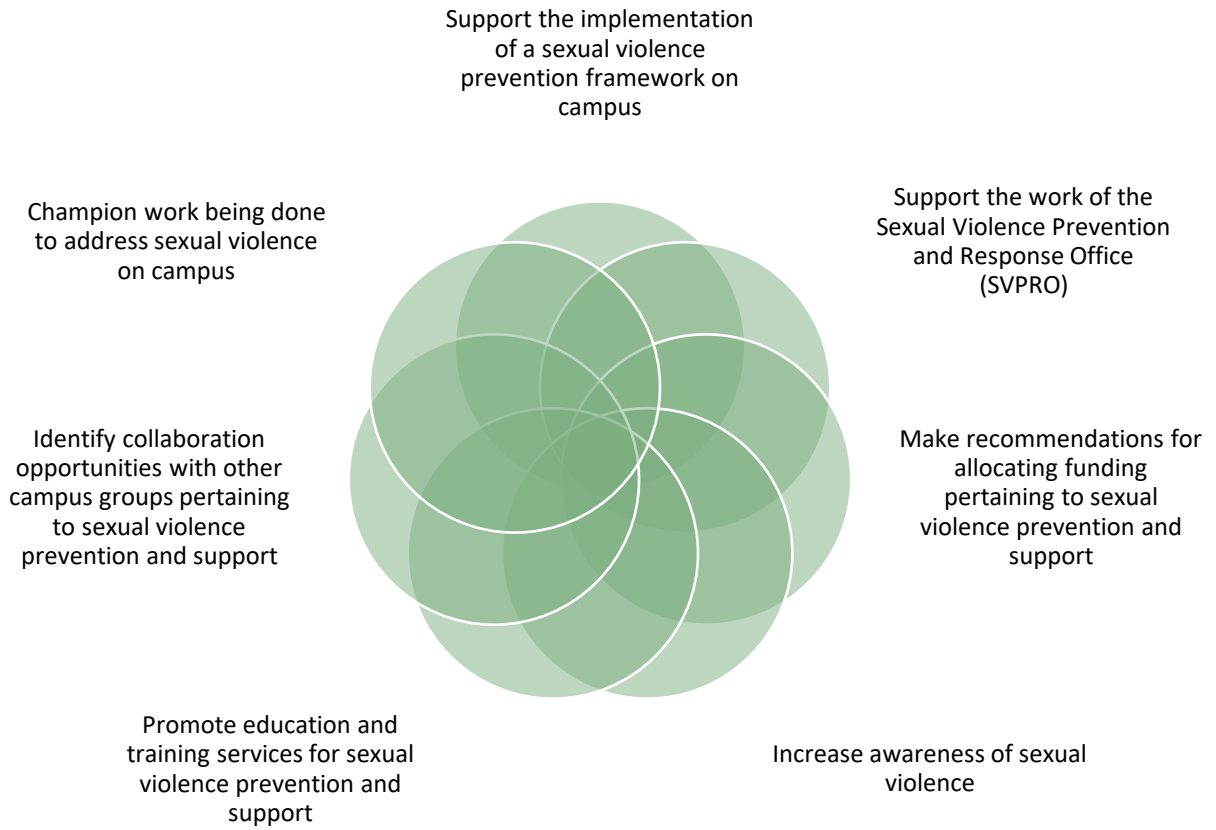 Support the implementation
of a sexual violence
prevention framework on
campus
Support the work of the
Sexual Violence Prevention
and Response Office
(SVPRO)
Make recommendations for
allocating funding
pertaining to sexual
violence prevention and
support
Increase awareness of sexual
violence
Promote education and
training services for sexual
violence prevention and
support
Identify collaboration
opportunities with other
campus groups pertaining
to sexual violence
prevention and support
Champion work being done
to address sexual violence
on campus